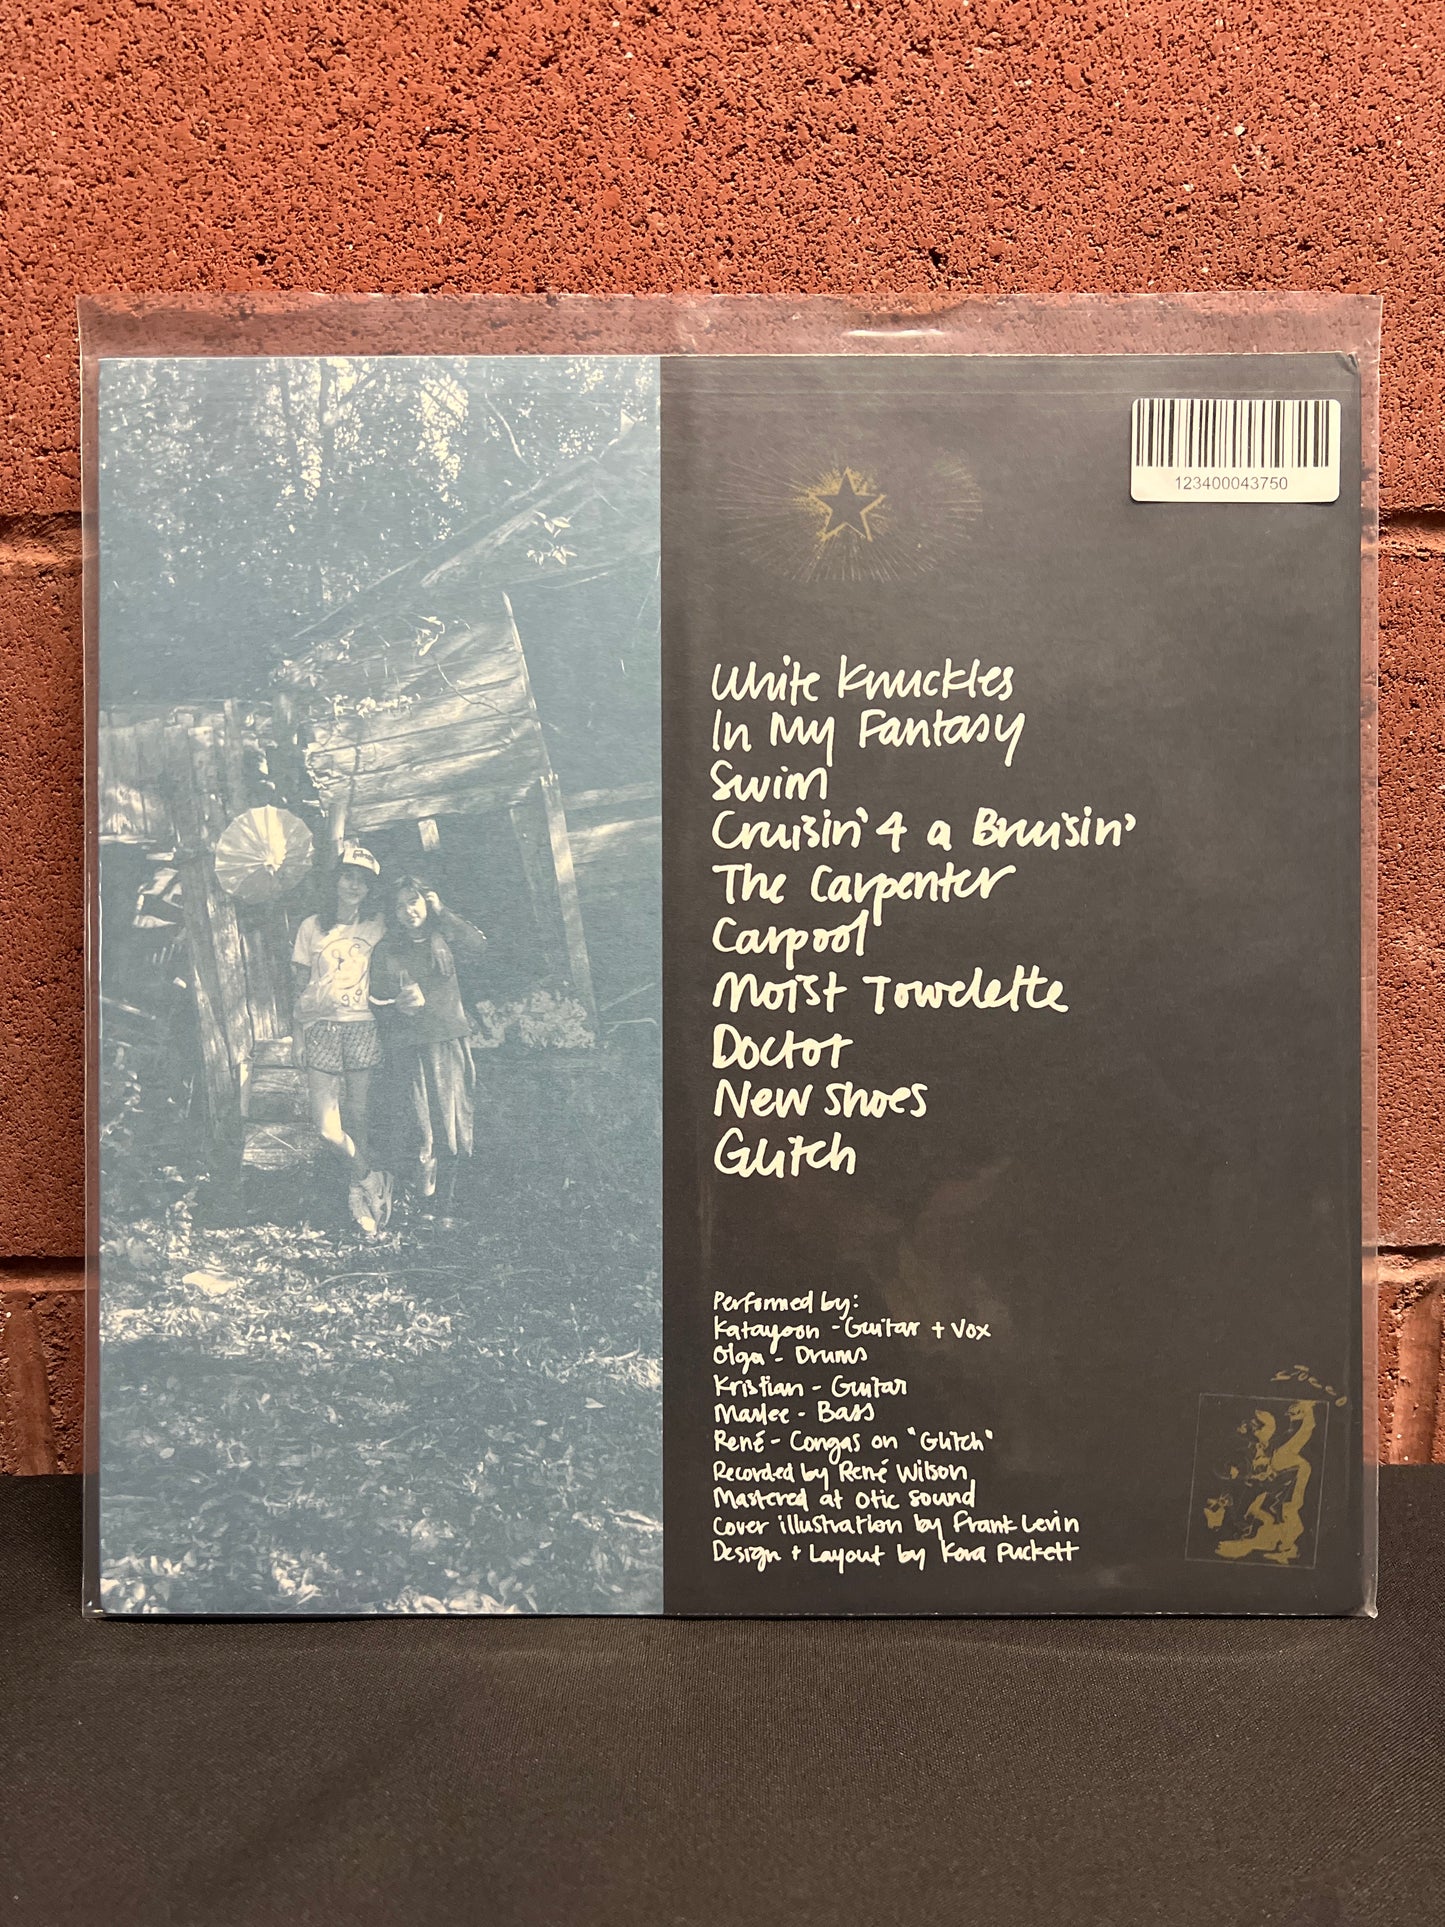 123400043750
White Knuckles
In My Fantasy
Swim
Cruisin' 4 a Bruisin'
The Carpenter
Carpool
Moist Towelette
Doctor
New Shoes
Glitch
Performed by:
Katayoon - Guitar + Vox
Olga - Drums
Kristian - Guitar
Marlee - Bass
René - Congas on "Glitch"
Recorded by René Wilson
Mastered at Otic Sound
Cover illustration by Frank Levin
Design + Layout by Kora Puckett